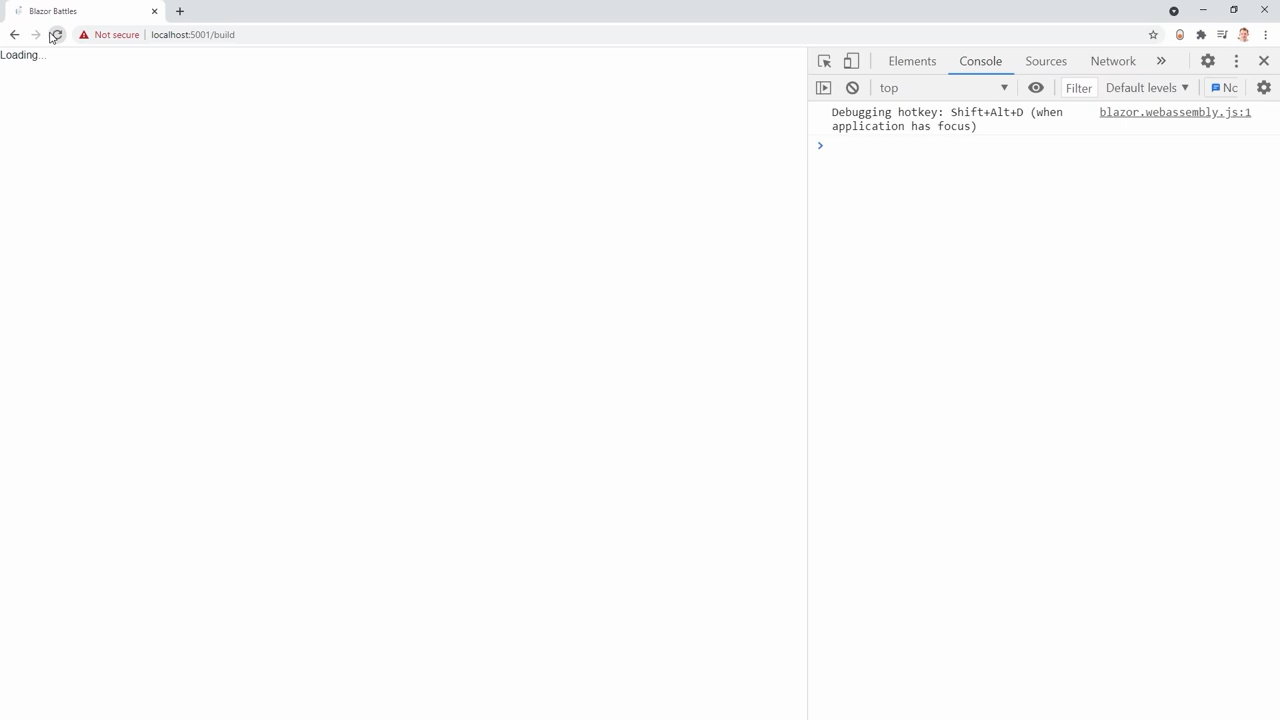 Blazor Battles
Not secure
localhost:5001/build
Loading...
Elements
Console
Sources
Network
top
Filter
Default levels
Nc
Debugging hotkey: Shift+Alt+D (when
application has focus)
blazor.webassembly.js:1